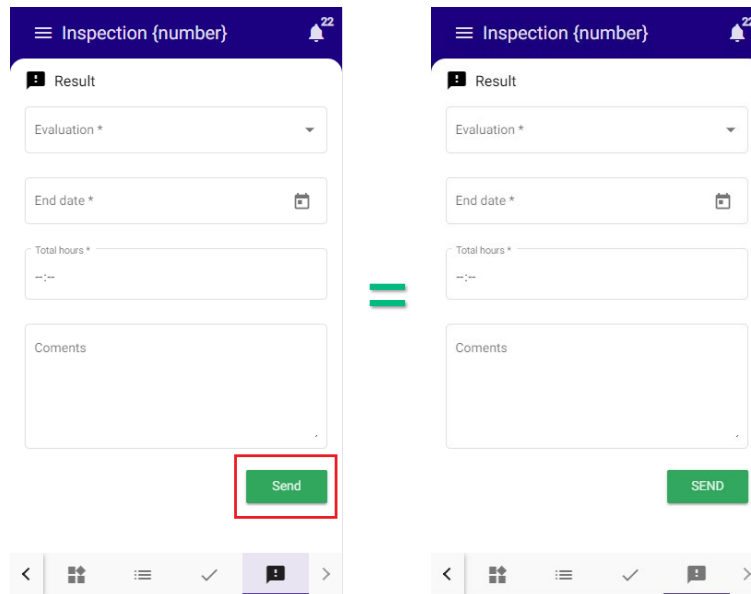 Inspection {number}
22
Result
Evaluation *
End date *
Total hours *
--:--
Coments
Send
=
Inspection {number}
22
Result
Evaluation *
End date *
Total hours *
--:--
Coments
SEND